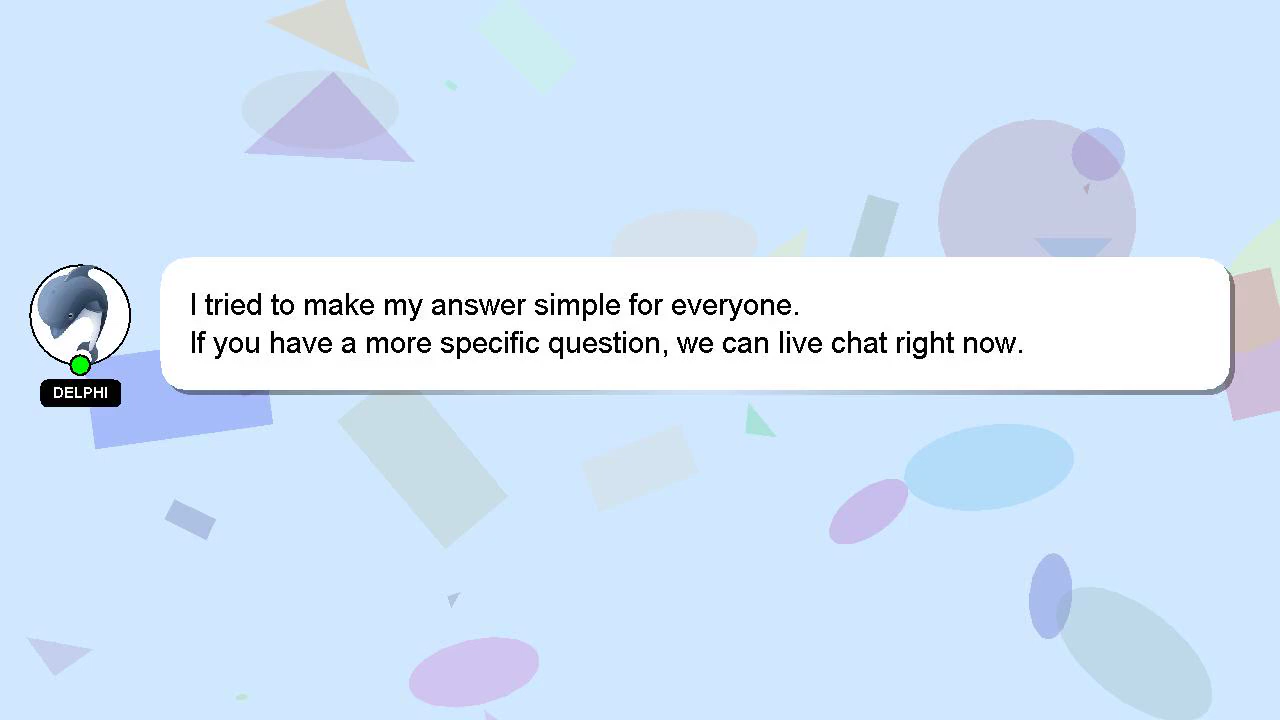 I tried to make my answer simple for everyone.
If you have a more specific question, we can live chat right now.
DELPHI